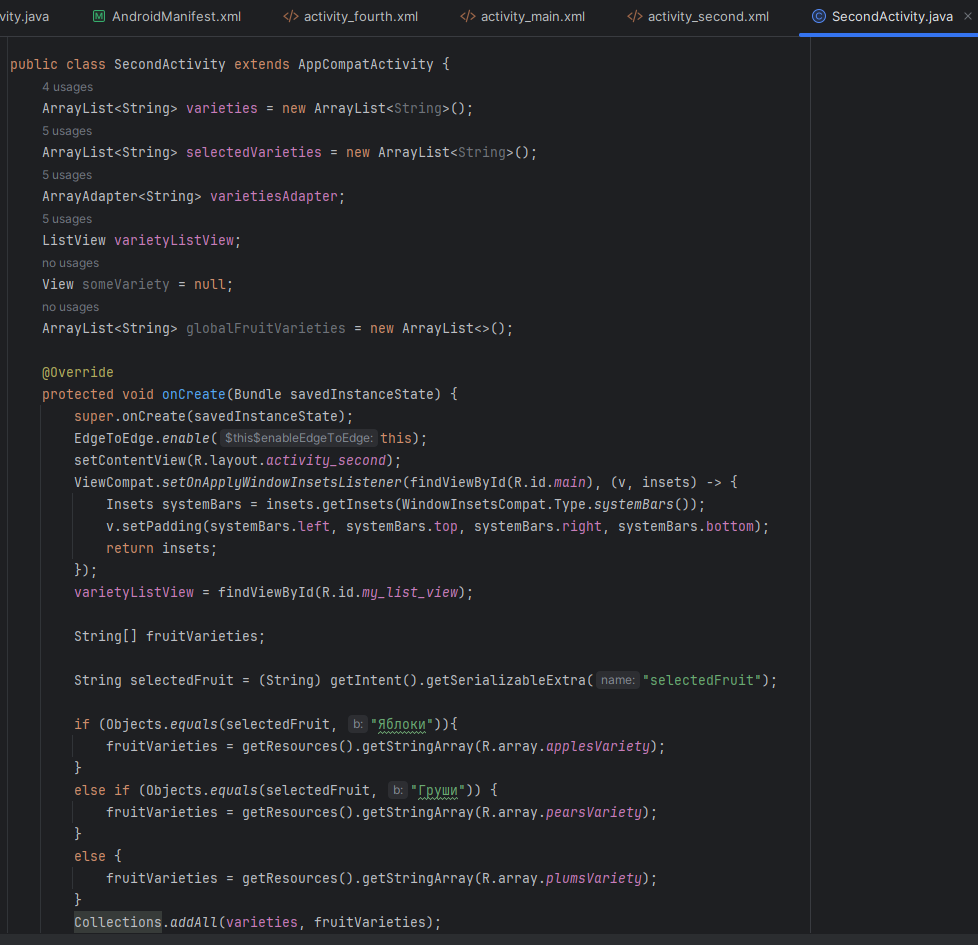 vity.java AndroidManifest.xml activity_fourth.xml activity_main.xml activity_second.xml SecondActivity.java
public class SecondActivity extends AppCompatActivity {
4 usages
ArrayList<String> varieties = new ArrayList<String>();
5 usages
ArrayList<String> selectedVarieties = new ArrayList<String>();
5 usages
ArrayAdapter<String> varietiesAdapter;
5 usages
ListView varietyListView;
no usages
View someVariety = null;
no usages
ArrayList<String> globalFruitVarieties = new ArrayList<>();
@Override
protected void onCreate(Bundle savedInstanceState) {
super.onCreate(savedInstanceState);
EdgeToEdge.enable( $this$enableEdgeToEdge: this);
setContentView(R.layout.activity_second);
ViewCompat.setOnApplyWindowInsetsListener(findViewById(R.id.main), (v, insets) -> {
Insets systemBars = insets.getInsets(WindowInsetsCompat.Type.systemBars());
v.setPadding(systemBars.left, systemBars.top, systemBars.right, systemBars.bottom);
return insets;
});
varietyListView = findViewById(R.id.my_list_view);
String[] fruitVarieties;
String selectedFruit = (String) getIntent().getSerializableExtra( name: "selectedFruit");
if (Objects.equals(selectedFruit, b: "Яблоки")){
fruitVarieties = getResources().getStringArray(R.array.applesVariety);
}
else if (Objects.equals(selectedFruit, b: "Груши")) {
fruitVarieties = getResources().getStringArray(R.array.pearsVariety);
}
else {
fruitVarieties = getResources().getStringArray(R.array.plumsVariety);
}
Collections.addAll(varieties, fruitVarieties);